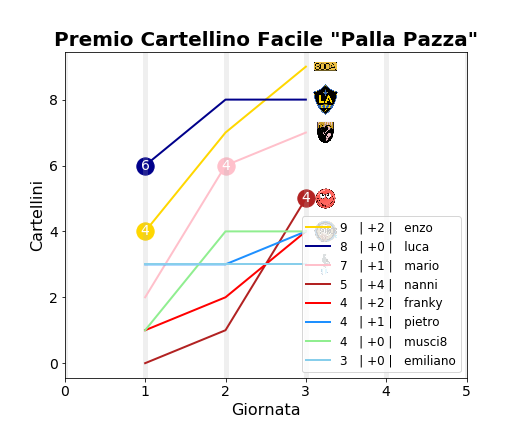 Premio Cartellino Facile "Palla Pazza"
Cartellini
8
6
4
2
0
6
4
4
4
SODA
LA
9 | +2 | enzo
8 | +0 | luca
7 | +1 | mario
5 | +4 | nanni
4 | +2 | franky
4 | +1 | pietro
4 | +0 | musci8
3 | +0 | emiliano
0 1 2 3 4 5
Giornata